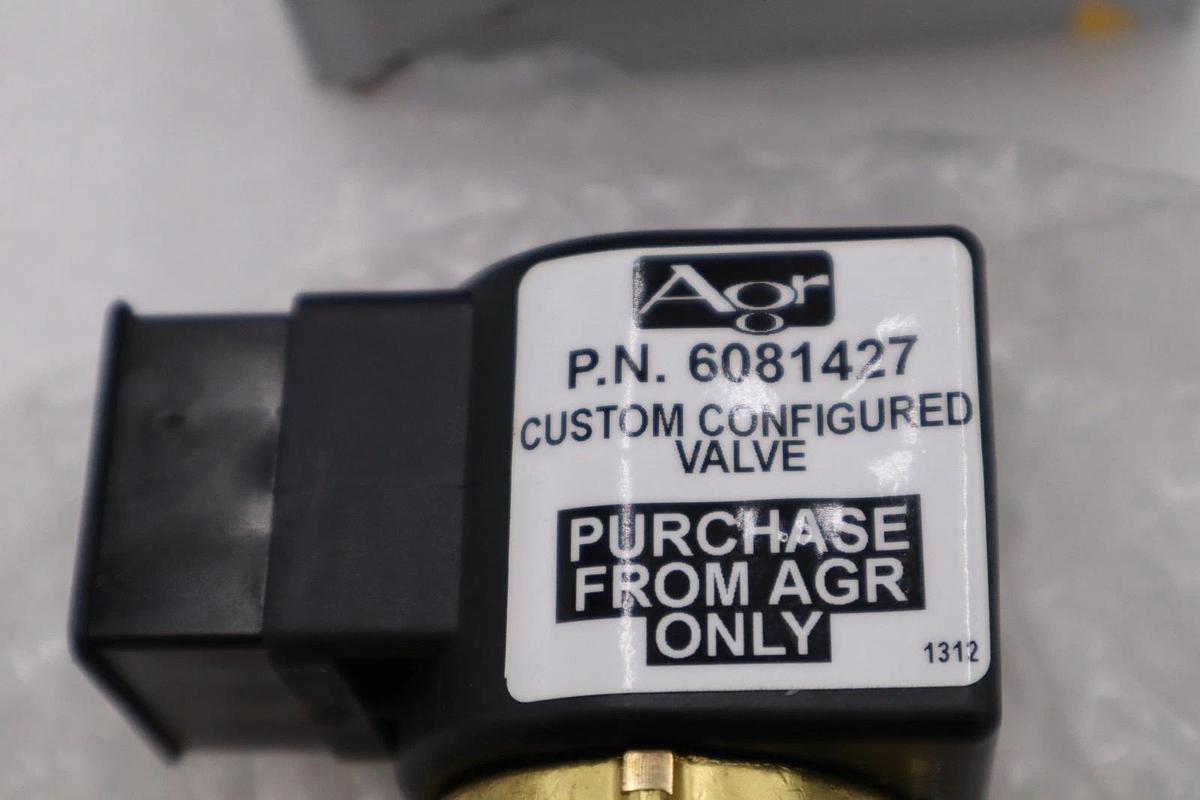 Agr
P.N. 6081427
CUSTOM CONFIGURED
VALVE
PURCHASE
FROM AGR
ONLY
1312